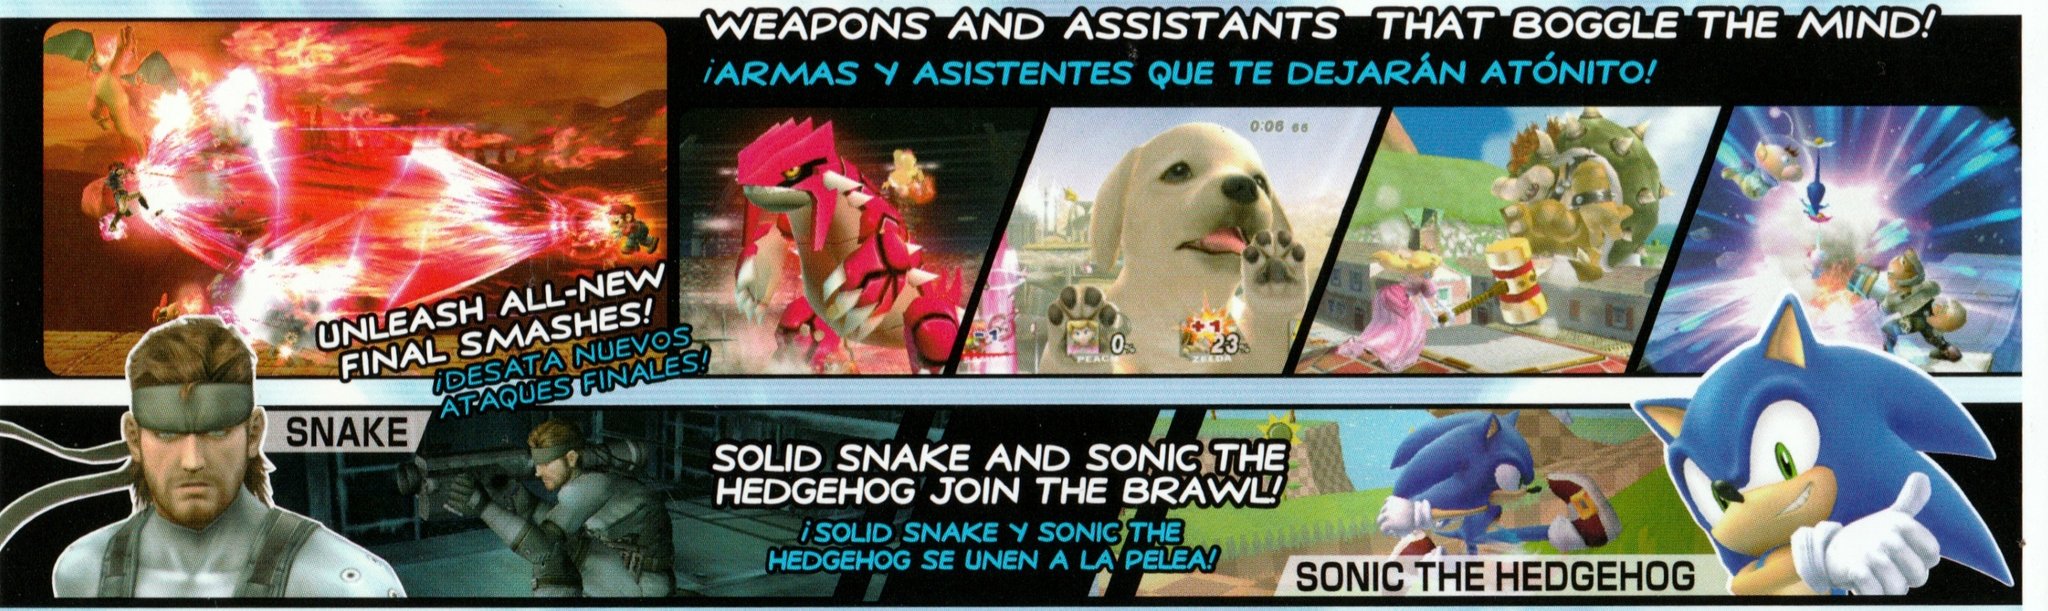 WEAPONS AND ASSISTANTS THAT BOGGLE THE MIND!
¡ARMAS Y ASISTENTES QUE TE DEJARÁN ATÓNITO!
0:06 66
UNLEASH ALL-NEW
FINAL SMASHES!
¡DESATA NUEVOS
ATAQUES FINALES!
0%
PEACH
+1
23%
ZELDA
SNAKE
SOLID SNAKE AND SONIC THE
HEDGEHOG JOIN THE BRAWL!
¡SOLID SNAKE Y SONIC THE
HEDGEHOG SE UNEN A LA PELEA!
SONIC THE HEDGEHOG